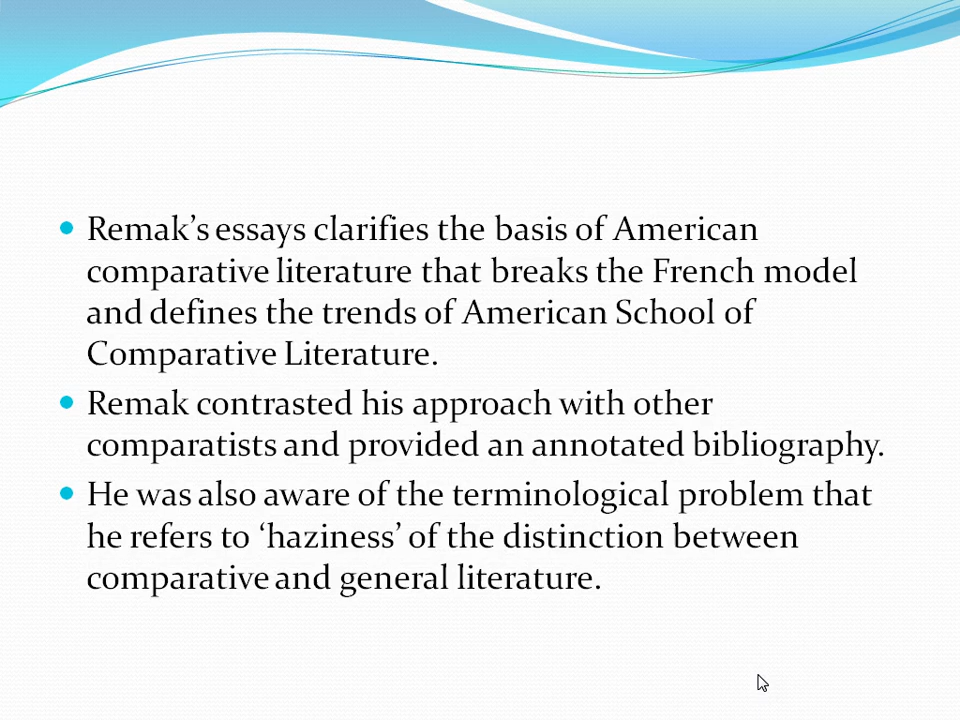 • Remak’s essays clarifies the basis of American
comparative literature that breaks the French model
and defines the trends of American School of
Comparative Literature.
• Remak contrasted his approach with other
comparatists and provided an annotated bibliography.
• He was also aware of the terminological problem that
he refers to ‘haziness’ of the distinction between
comparative and general literature.